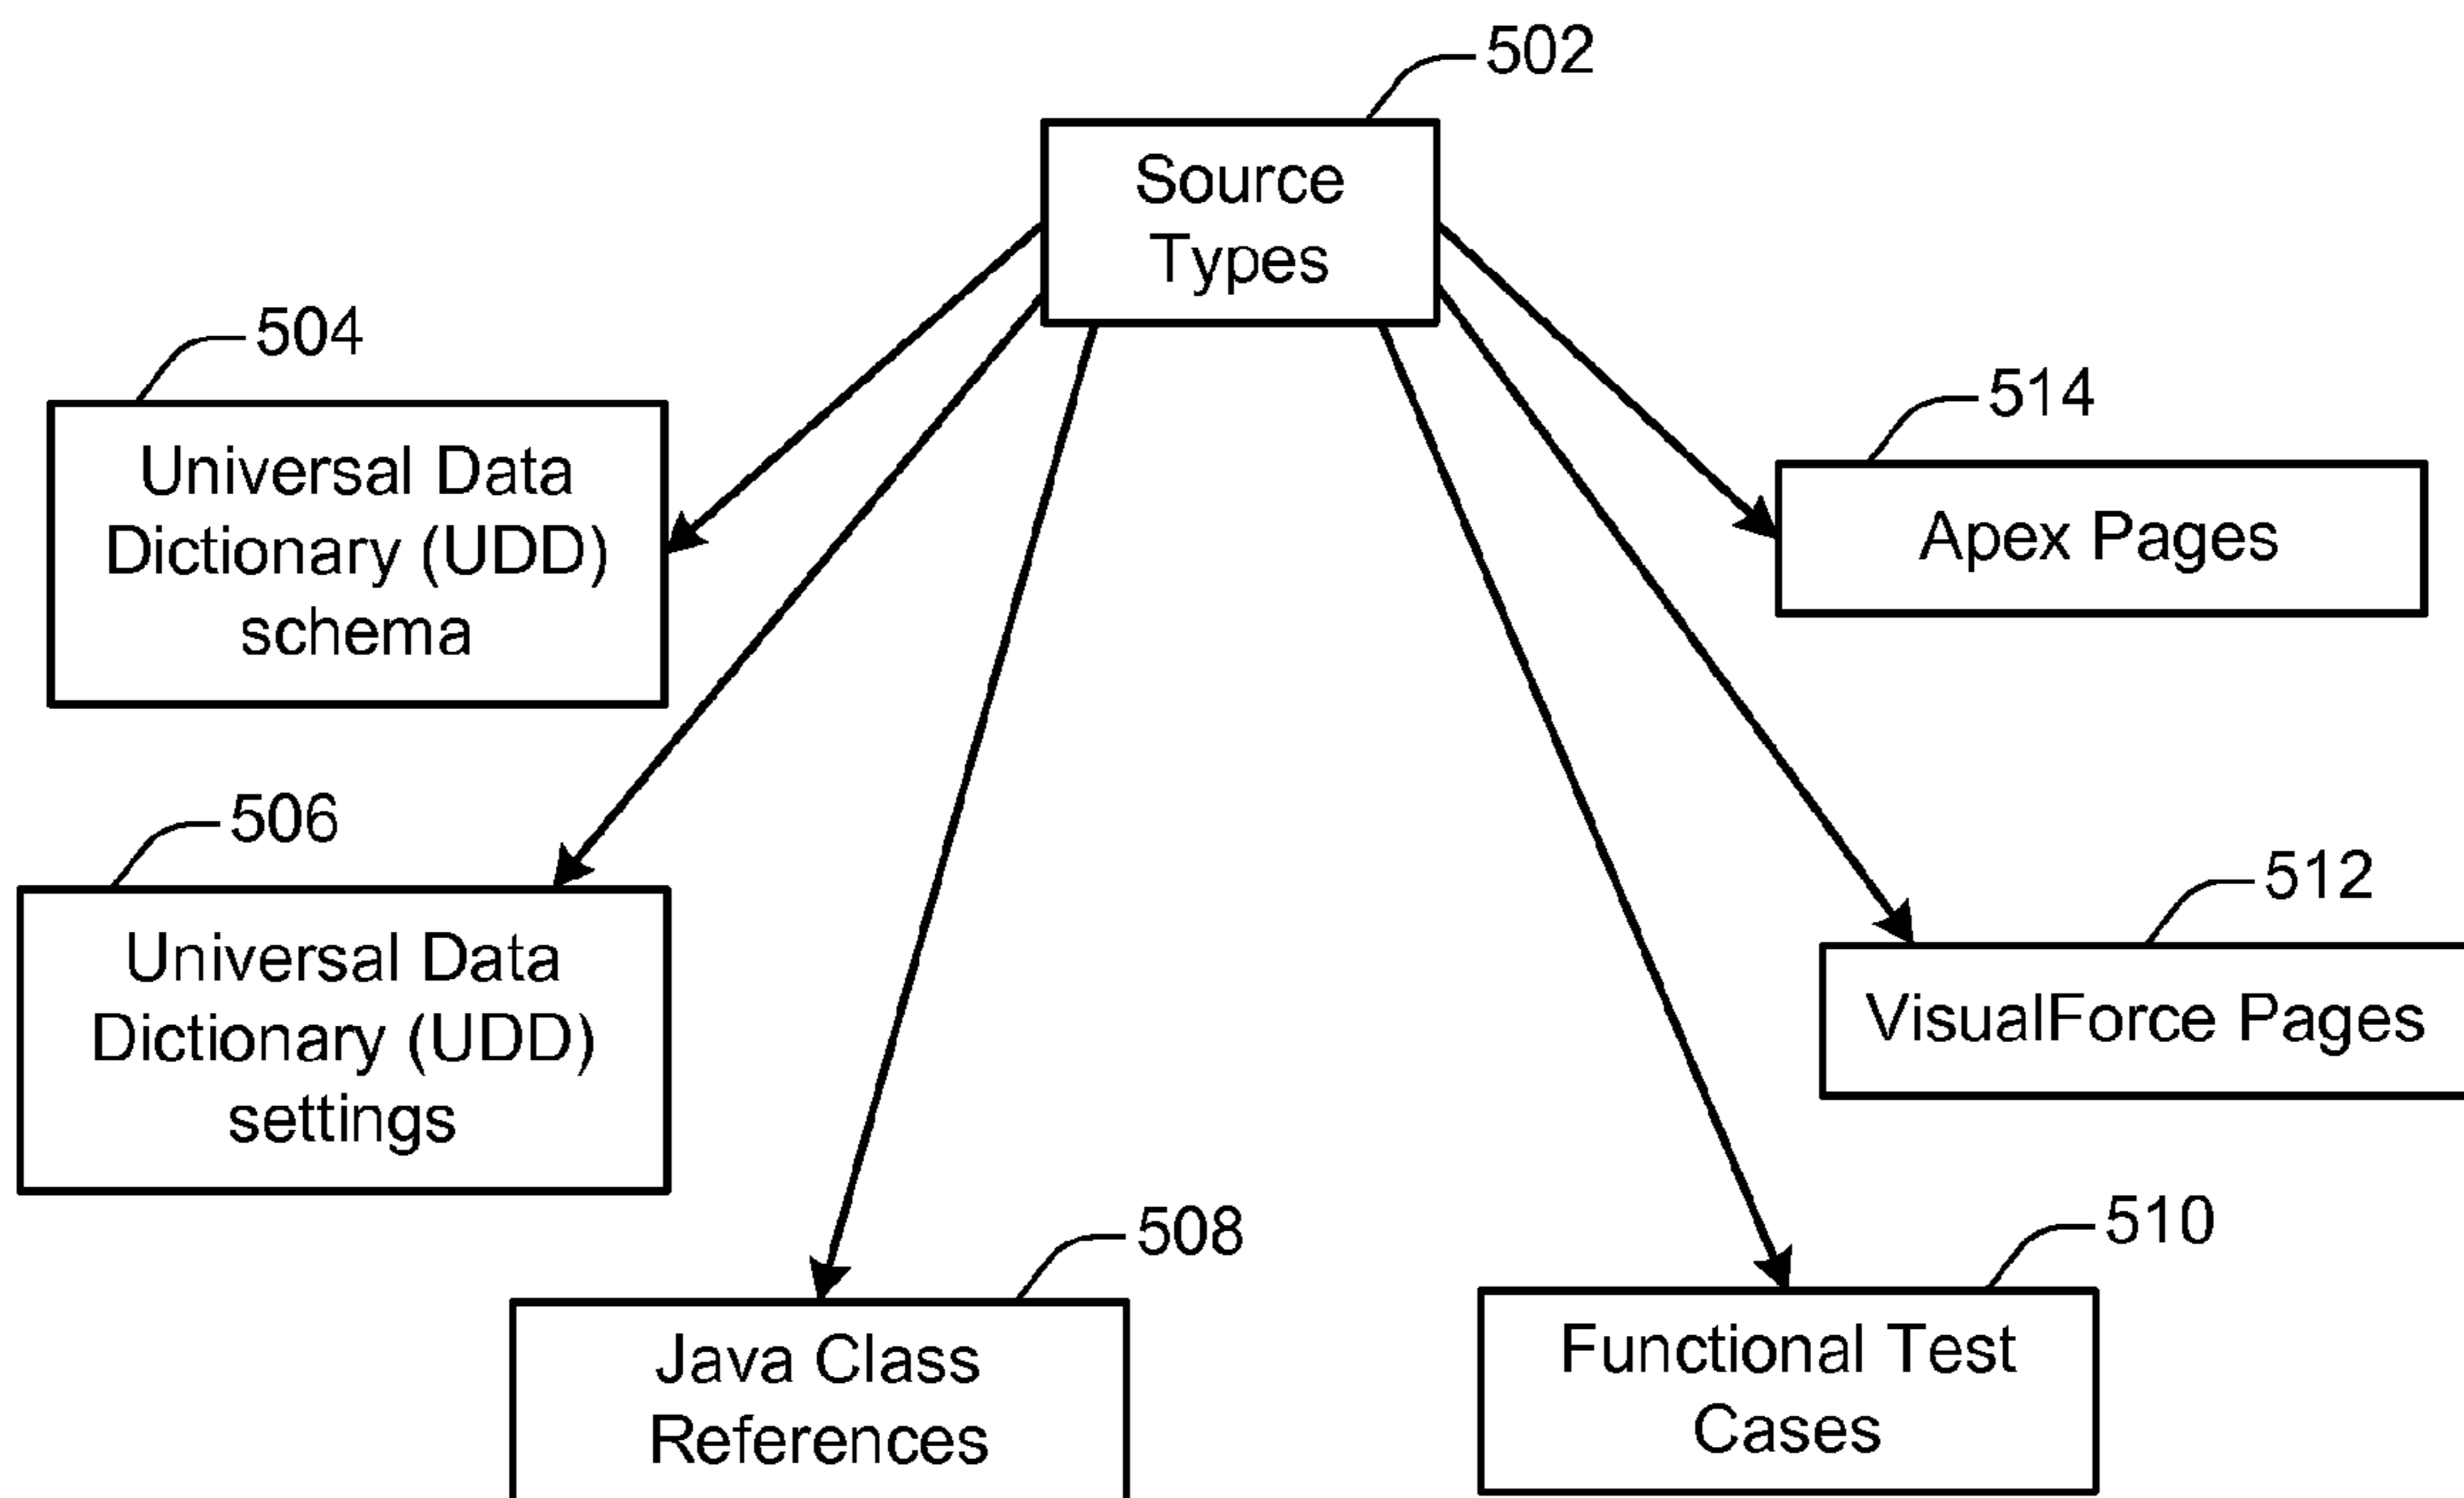 502
Source
Types
504
Universal Data
Dictionary (UDD)
schema
514
Apex Pages
506
Universal Data
Dictionary (UDD)
settings
512
VisualForce Pages
508
Java Class
References
510
Functional Test
Cases